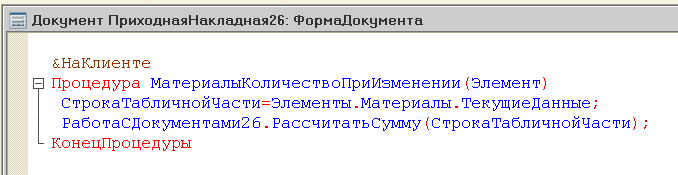 Документ ПриходнаяНакладная26: ФормаДокумента
&НаКлиенте
Процедура МатериалыКоличествоПриИзменении(Элемент)
СтрокаТабличнойЧасти=Элементы.Материалы.ТекущиеДанные;
РаботаСДокументами26.РассчитатьСумму(СтрокаТабличнойЧасти);
КонецПроцедуры